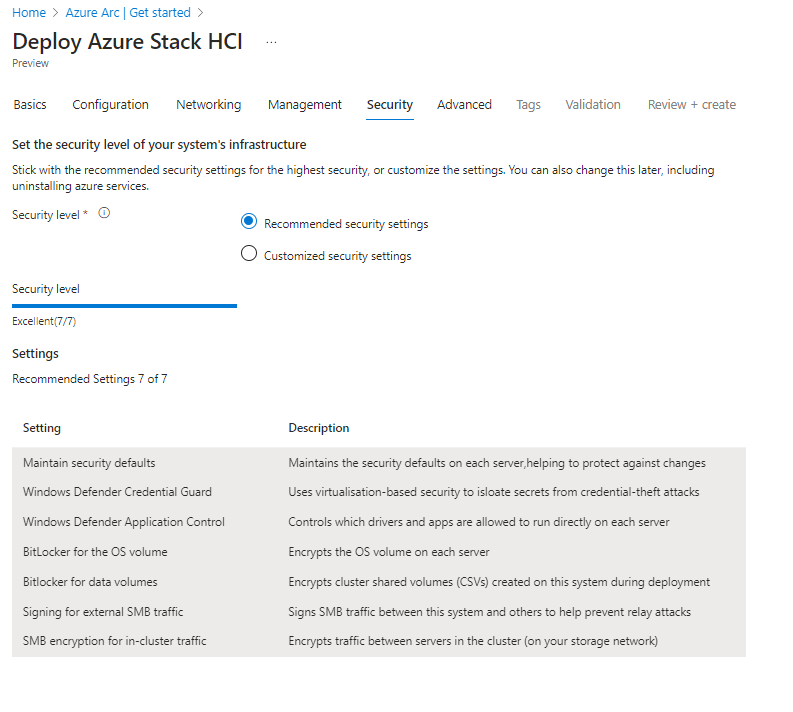 Home > Azure Arc | Get started >
Deploy Azure Stack HCI ...
Preview
Basics Configuration Networking Management Security Advanced Tags Validation Review + create
Set the security level of your system's infrastructure
Stick with the recommended security settings for the highest security, or customize the settings. You can also change this later, including
uninstalling azure services.
Security level *
Recommended security settings
Customized security settings
Security level
Excellent(7/7)
Settings
Recommended Settings 7 of 7
Setting Description
Maintain security defaults Maintains the security defaults on each server,helping to protect against changes
Windows Defender Credential Guard Uses virtualisation-based security to isloate secrets from credential-theft attacks
Windows Defender Application Control Controls which drivers and apps are allowed to run directly on each server
BitLocker for the OS volume Encrypts the OS volume on each server
Bitlocker for data volumes Encrypts cluster shared volumes (CSVs) created on this system during deployment
Signing for external SMB traffic Signs SMB traffic between this system and others to help prevent relay attacks
SMB encryption for in-cluster traffic Encrypts traffic between servers in the cluster (on your storage network)